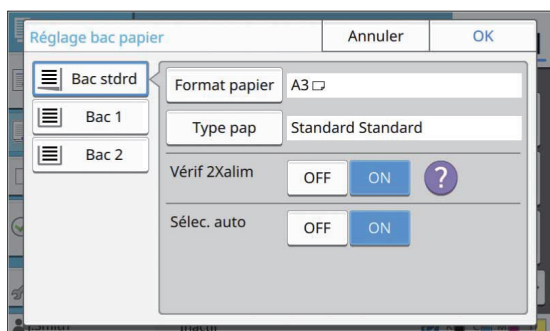 Réglage bac papier Annuler OK
Bac stdrd Format papier A3
Bac 1 Type pap Standard Standard
Bac 2
Vérif 2Xalim OFF ON ?
Sélec. auto OFF ON